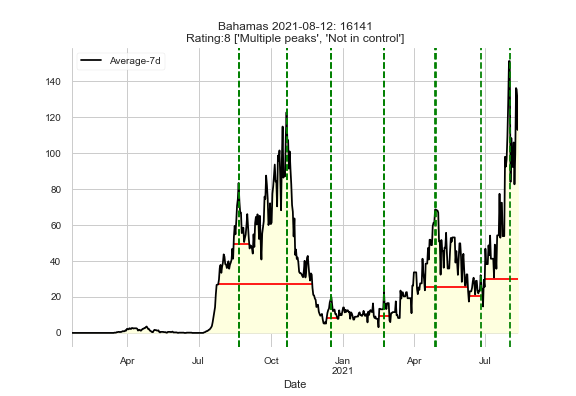 Bahamas 2021-08-12: 16141
Rating:8 ['Multiple peaks', 'Not in control']
Average-7d
140
120
100
80
60
40
20
0
Apr
Jul
Oct
Jan
2021
Apr
Jul
Date